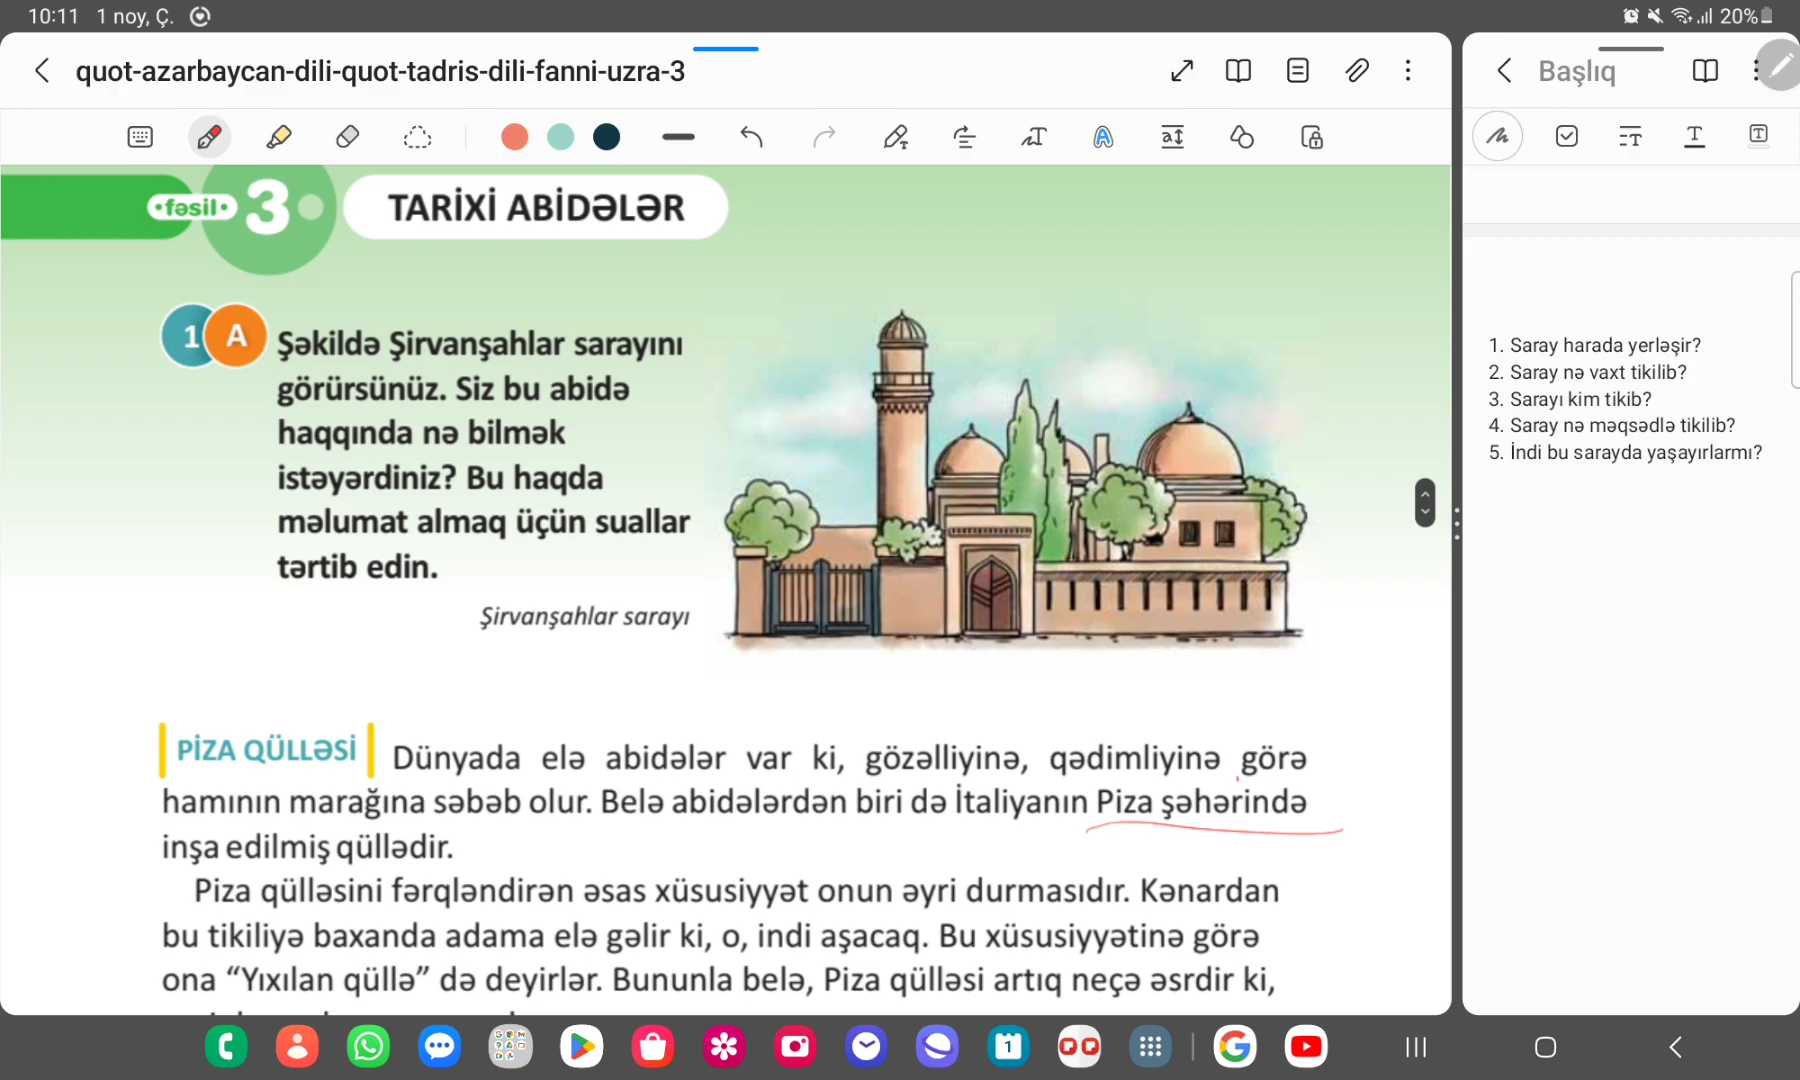 10:11 1 noy, Ç.
20%
quot-azarbaycan-dili-quot-tadris-dili-fanni-uzra-3
Başlıq
•fəsil• 3
TARİXİ ABİDƏLƏR
1 A
Şəkildə Şirvanşahlar sarayını
görürsünüz. Siz bu abidə
haqqında nə bilmək
istəyərdiniz? Bu haqda
məlumat almaq üçün suallar
tərtib edin.
Şirvanşahlar sarayı
PİZA QÜLLƏSİ
Dünyada elə abidələr var ki, gözəlliyinə, qədimliyinə görə
hamının marağına səbəb olur. Belə abidələrdən biri də İtaliyanın Piza şəhərində
inşa edilmiş qüllədir.
Piza qülləsini fərqləndirən əsas xüsusiyyət onun əyri durmasıdır. Kənardan
bu tikiliyə baxanda adama elə gəlir ki, o, indi aşacaq. Bu xüsusiyyətinə görə
ona “Yıxılan qüllə” də deyirlər. Bununla belə, Piza qülləsi artıq neçə əsrdir ki,
1. Saray harada yerləşir?
2. Saray nə vaxt tikilib?
3. Sarayı kim tikib?
4. Saray nə məqsədlə tikilib?
5. İndi bu sarayda yaşayırlarmı?